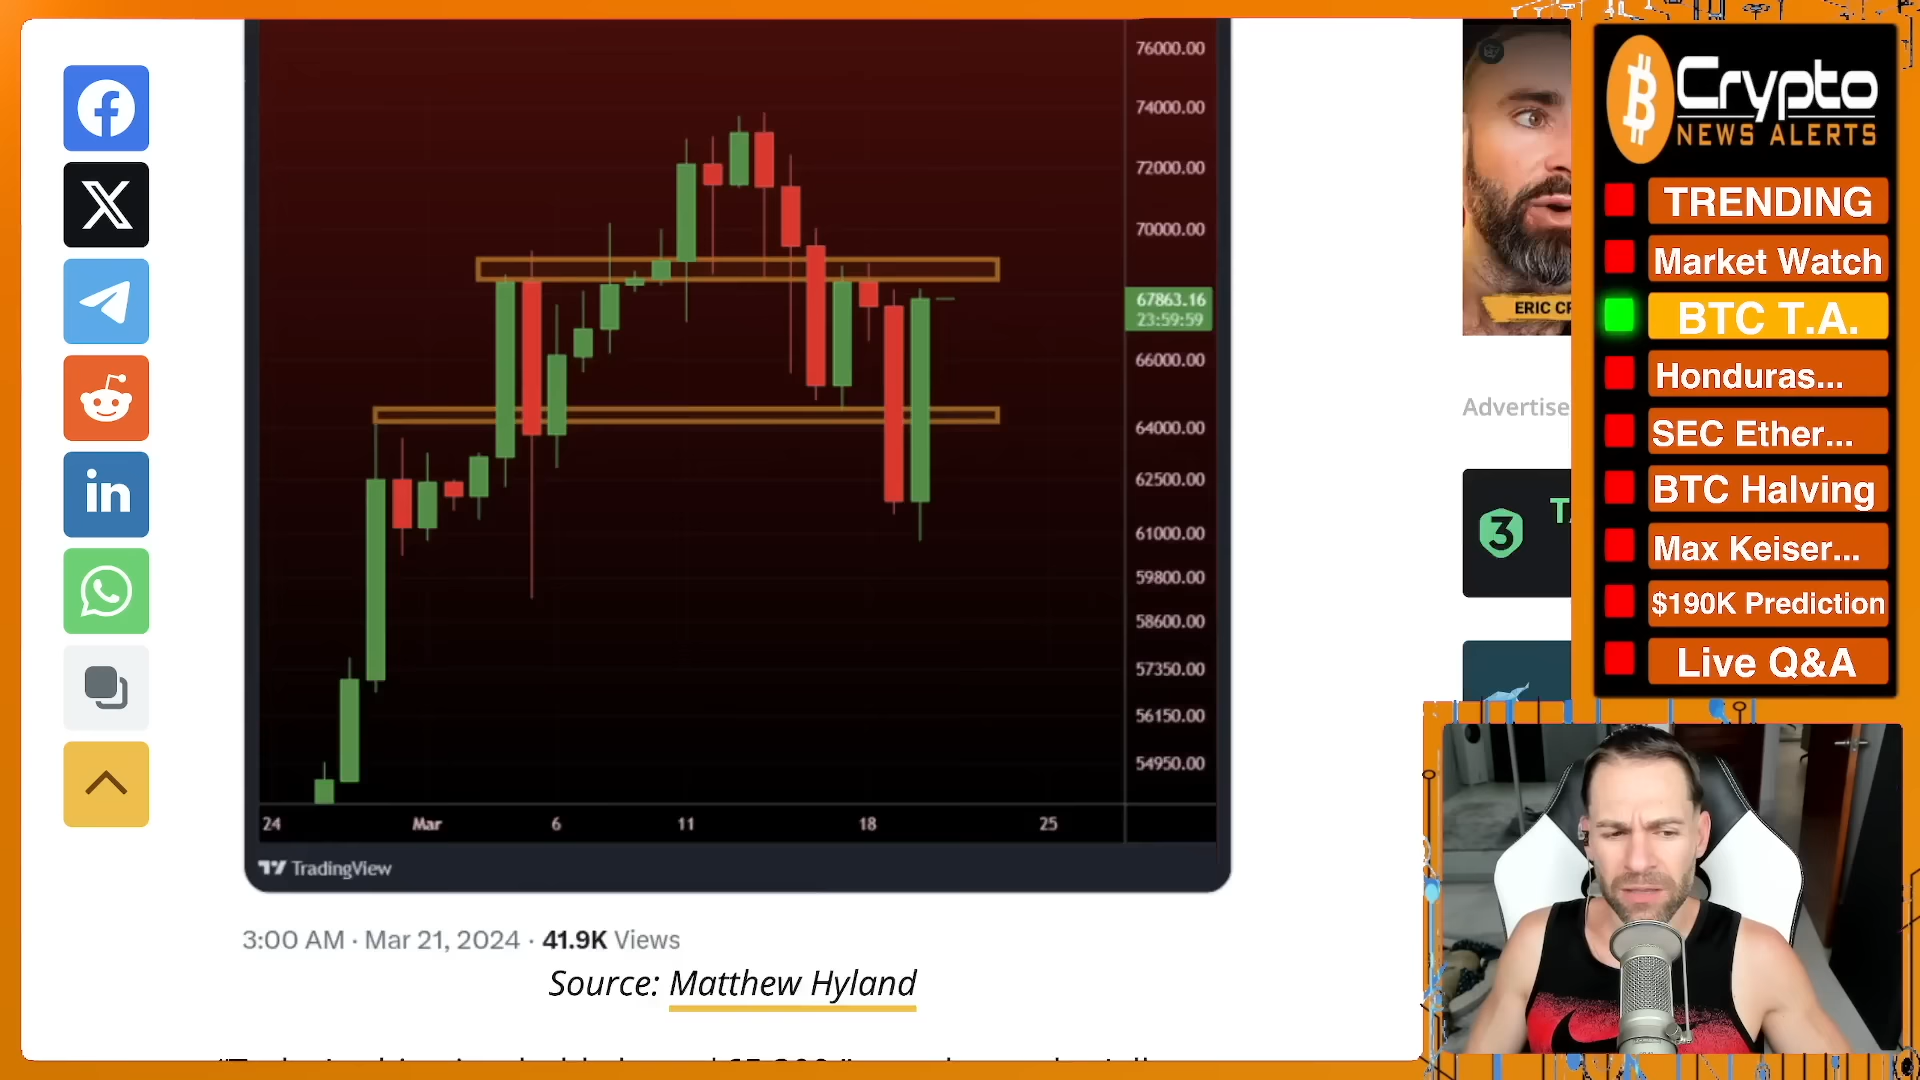 76000.00
74000.00
72000.00
70000.00
67863.16
23:59:59
66000.00
64000.00
62500.00
61000.00
59800.00
58600.00
57350.00
56150.00
54950.00
24 Mar 6 11 18 25
TradingView
3:00 AM · Mar 21, 2024 · 41.9K Views
Source: Matthew Hyland
ERIC CR
Advertise
3
Crypto
NEWS ALERTS
TRENDING
Market Watch
BTC T.A.
Honduras...
SEC Ether...
BTC Halving
Max Keiser...
$190K Prediction
Live Q&A